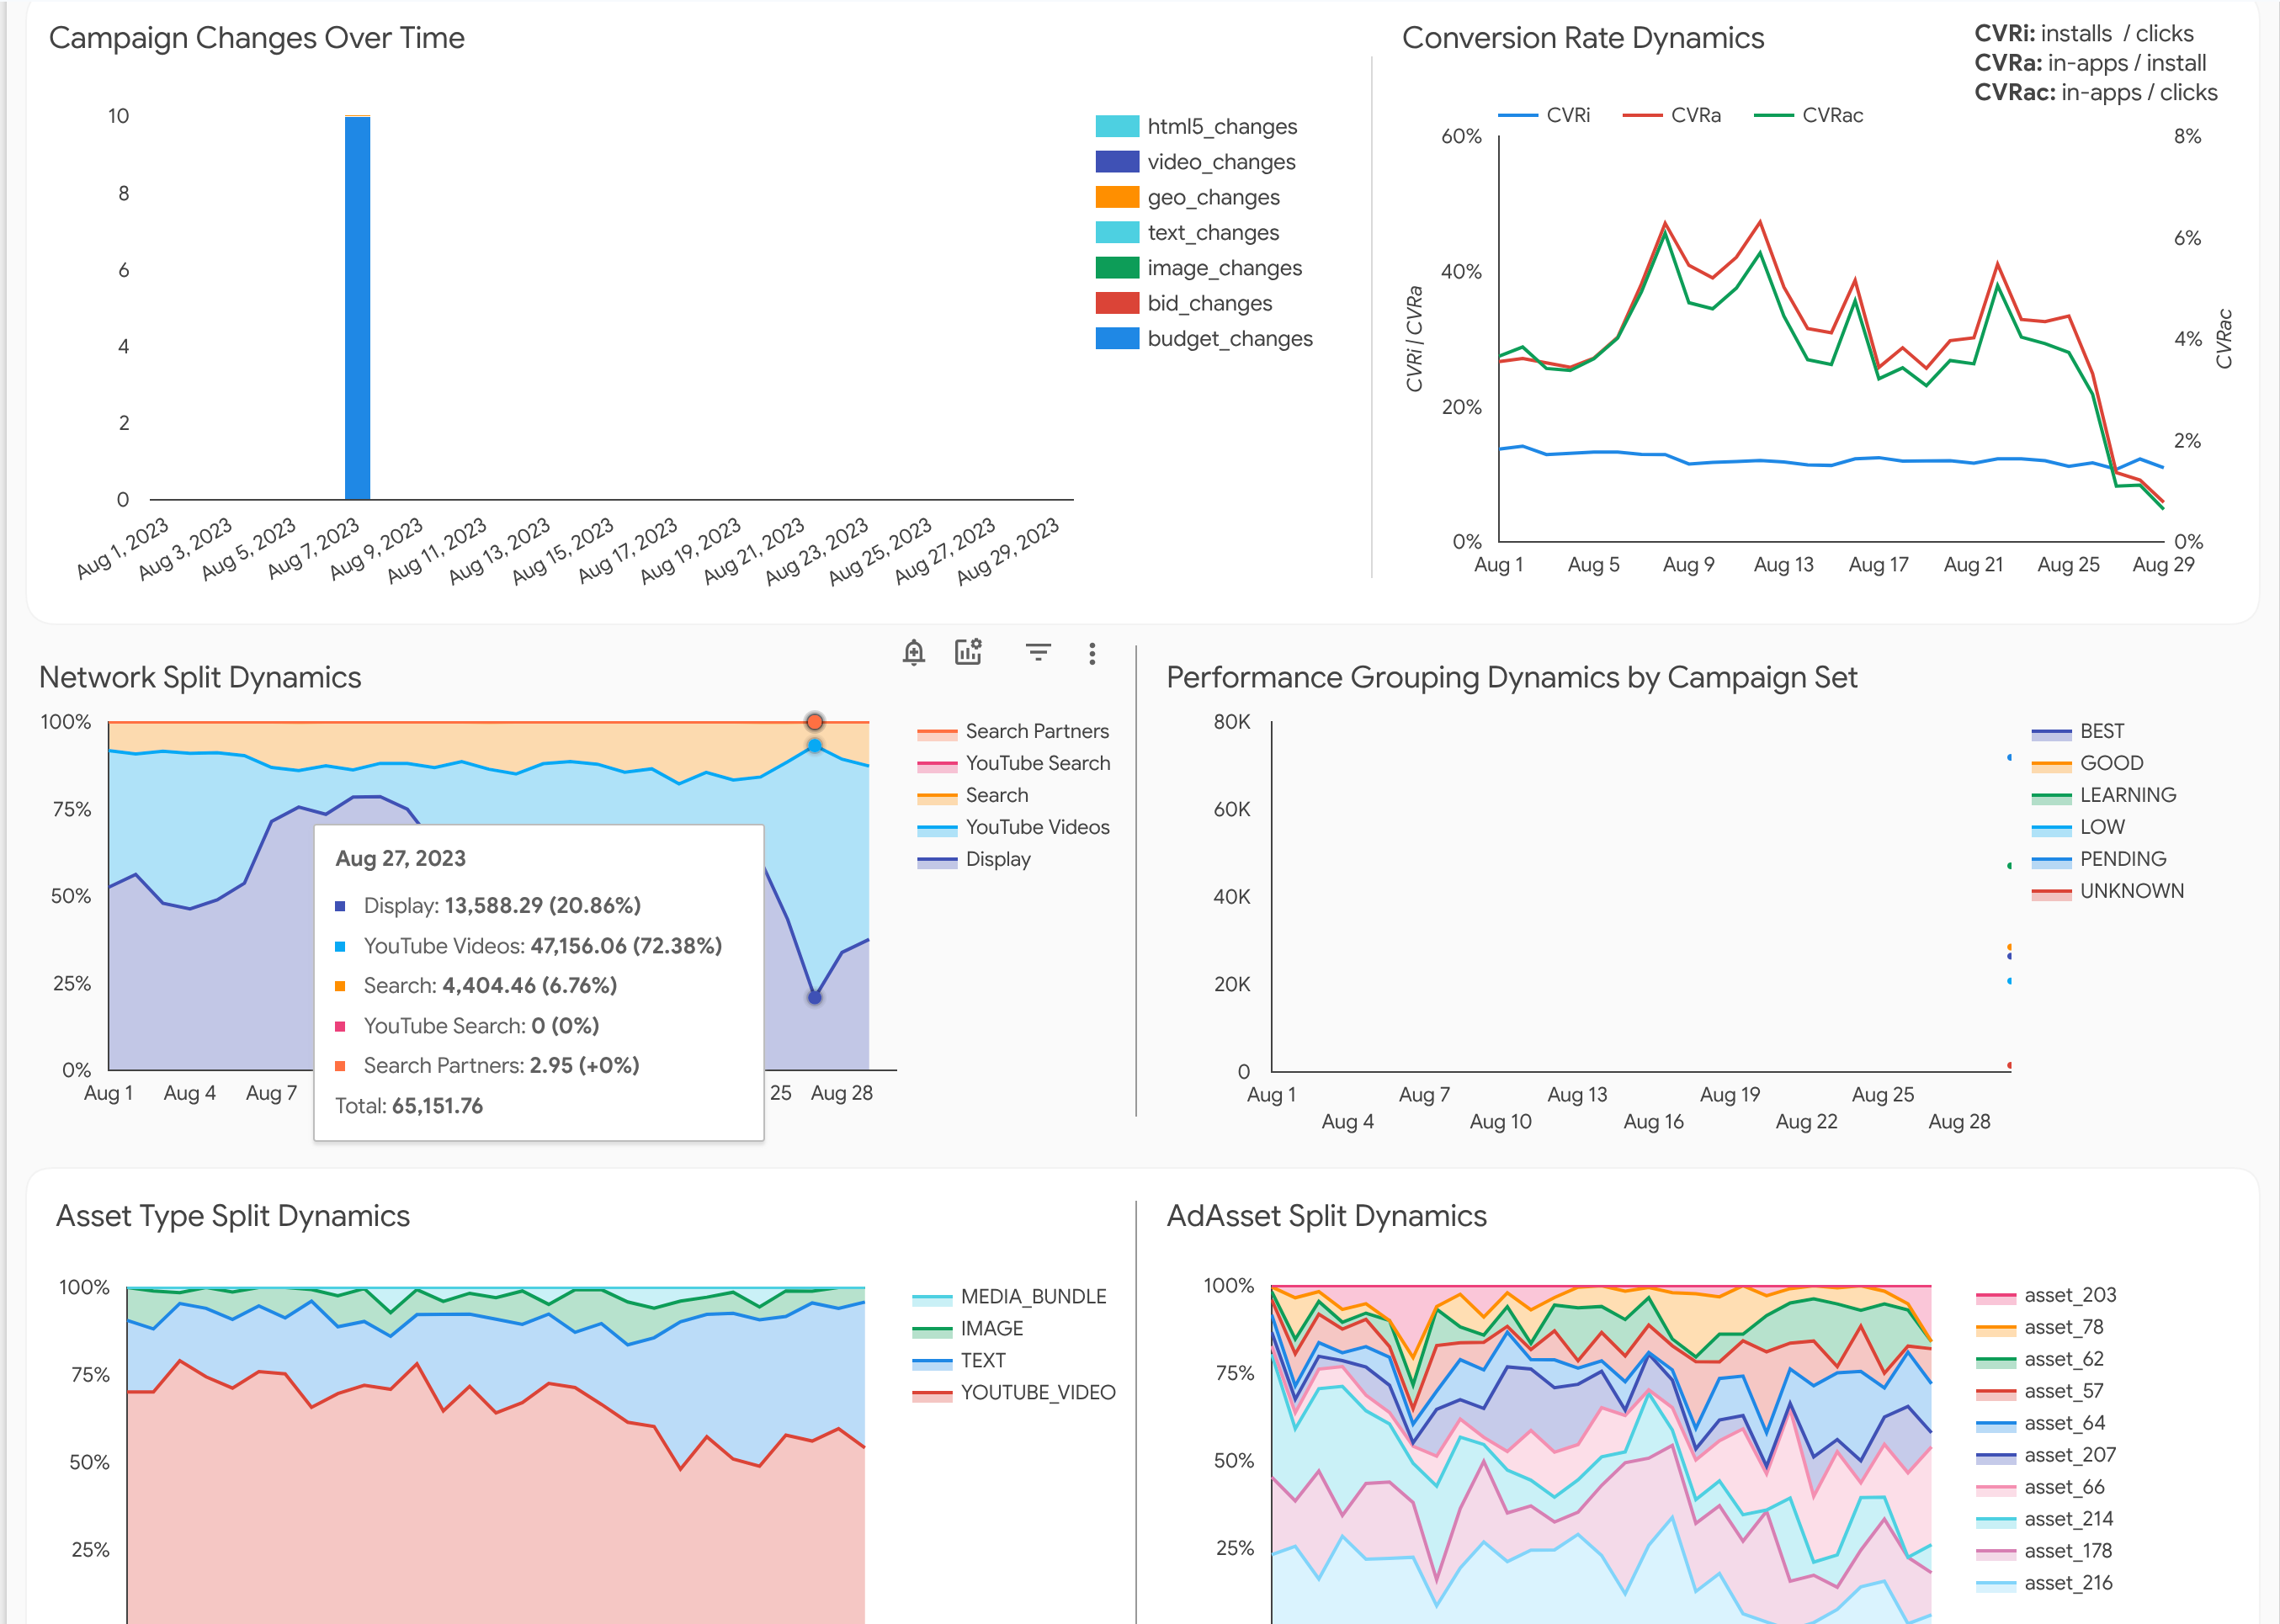 Campaign Changes Over Time
10
8
6
4
2
0
Aug 1, 2023
Aug 3, 2023
Aug 5, 2023
Aug 7, 2023
Aug 9, 2023
Aug 11, 2023
Aug 13, 2023
Aug 15, 2023
Aug 17, 2023
Aug 19, 2023
Aug 21, 2023
Aug 23, 2023
Aug 25, 2023
Aug 27, 2023
Aug 29, 2023
html5_changes
video_changes
geo_changes
text_changes
image_changes
bid_changes
budget_changes
Conversion Rate Dynamics
CVRi: installs / clicks
CVRa: in-apps / install
CVRac: in-apps / clicks
CVRi CVRa CVRac
60%
40%
20%
0%
CVRi | CVRa
8%
6%
4%
2%
0%
CVRac
Aug 1 Aug 5 Aug 9 Aug 13 Aug 17 Aug 21 Aug 25 Aug 29
Network Split Dynamics
100%
75%
50%
25%
0%
Aug 1 Aug 4 Aug 7 25 Aug 28
Aug 27, 2023
Display: 13,588.29 (20.86%)
YouTube Videos: 47,156.06 (72.38%)
Search: 4,404.46 (6.76%)
YouTube Search: 0 (0%)
Search Partners: 2.95 (+0%)
Total: 65,151.76
Search Partners
YouTube Search
Search
YouTube Videos
Display
Performance Grouping Dynamics by Campaign Set
80K
60K
40K
20K
0
Aug 1 Aug 7 Aug 13 Aug 19 Aug 25
Aug 4 Aug 10 Aug 16 Aug 22 Aug 28
BEST
GOOD
LEARNING
LOW
PENDING
UNKNOWN
Asset Type Split Dynamics
100%
75%
50%
25%
MEDIA_BUNDLE
IMAGE
TEXT
YOUTUBE_VIDEO
AdAsset Split Dynamics
100%
75%
50%
25%
asset_203
asset_78
asset_62
asset_57
asset_64
asset_207
asset_66
asset_214
asset_178
asset_216